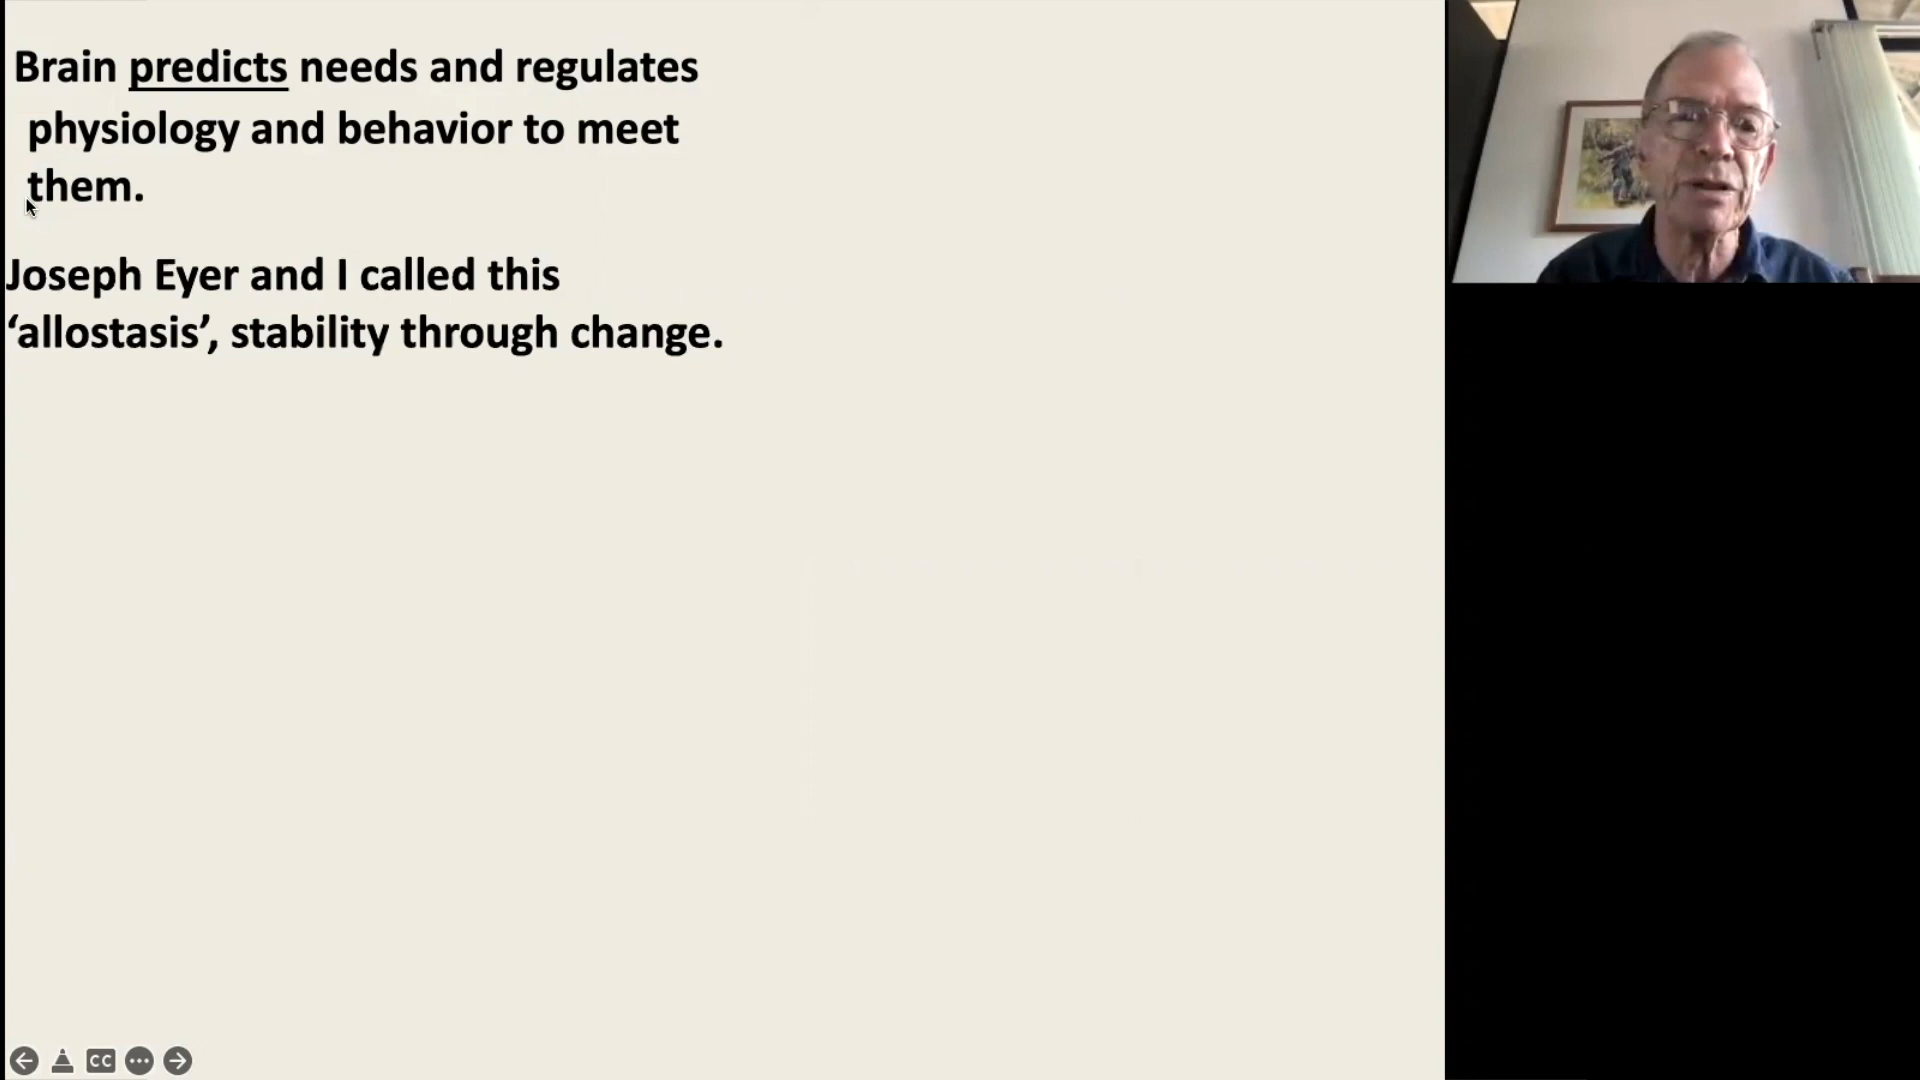 Brain predicts needs and regulates
physiology and behavior to meet
them.
Joseph Eyer and I called this
‘allostasis’, stability through change.
CC